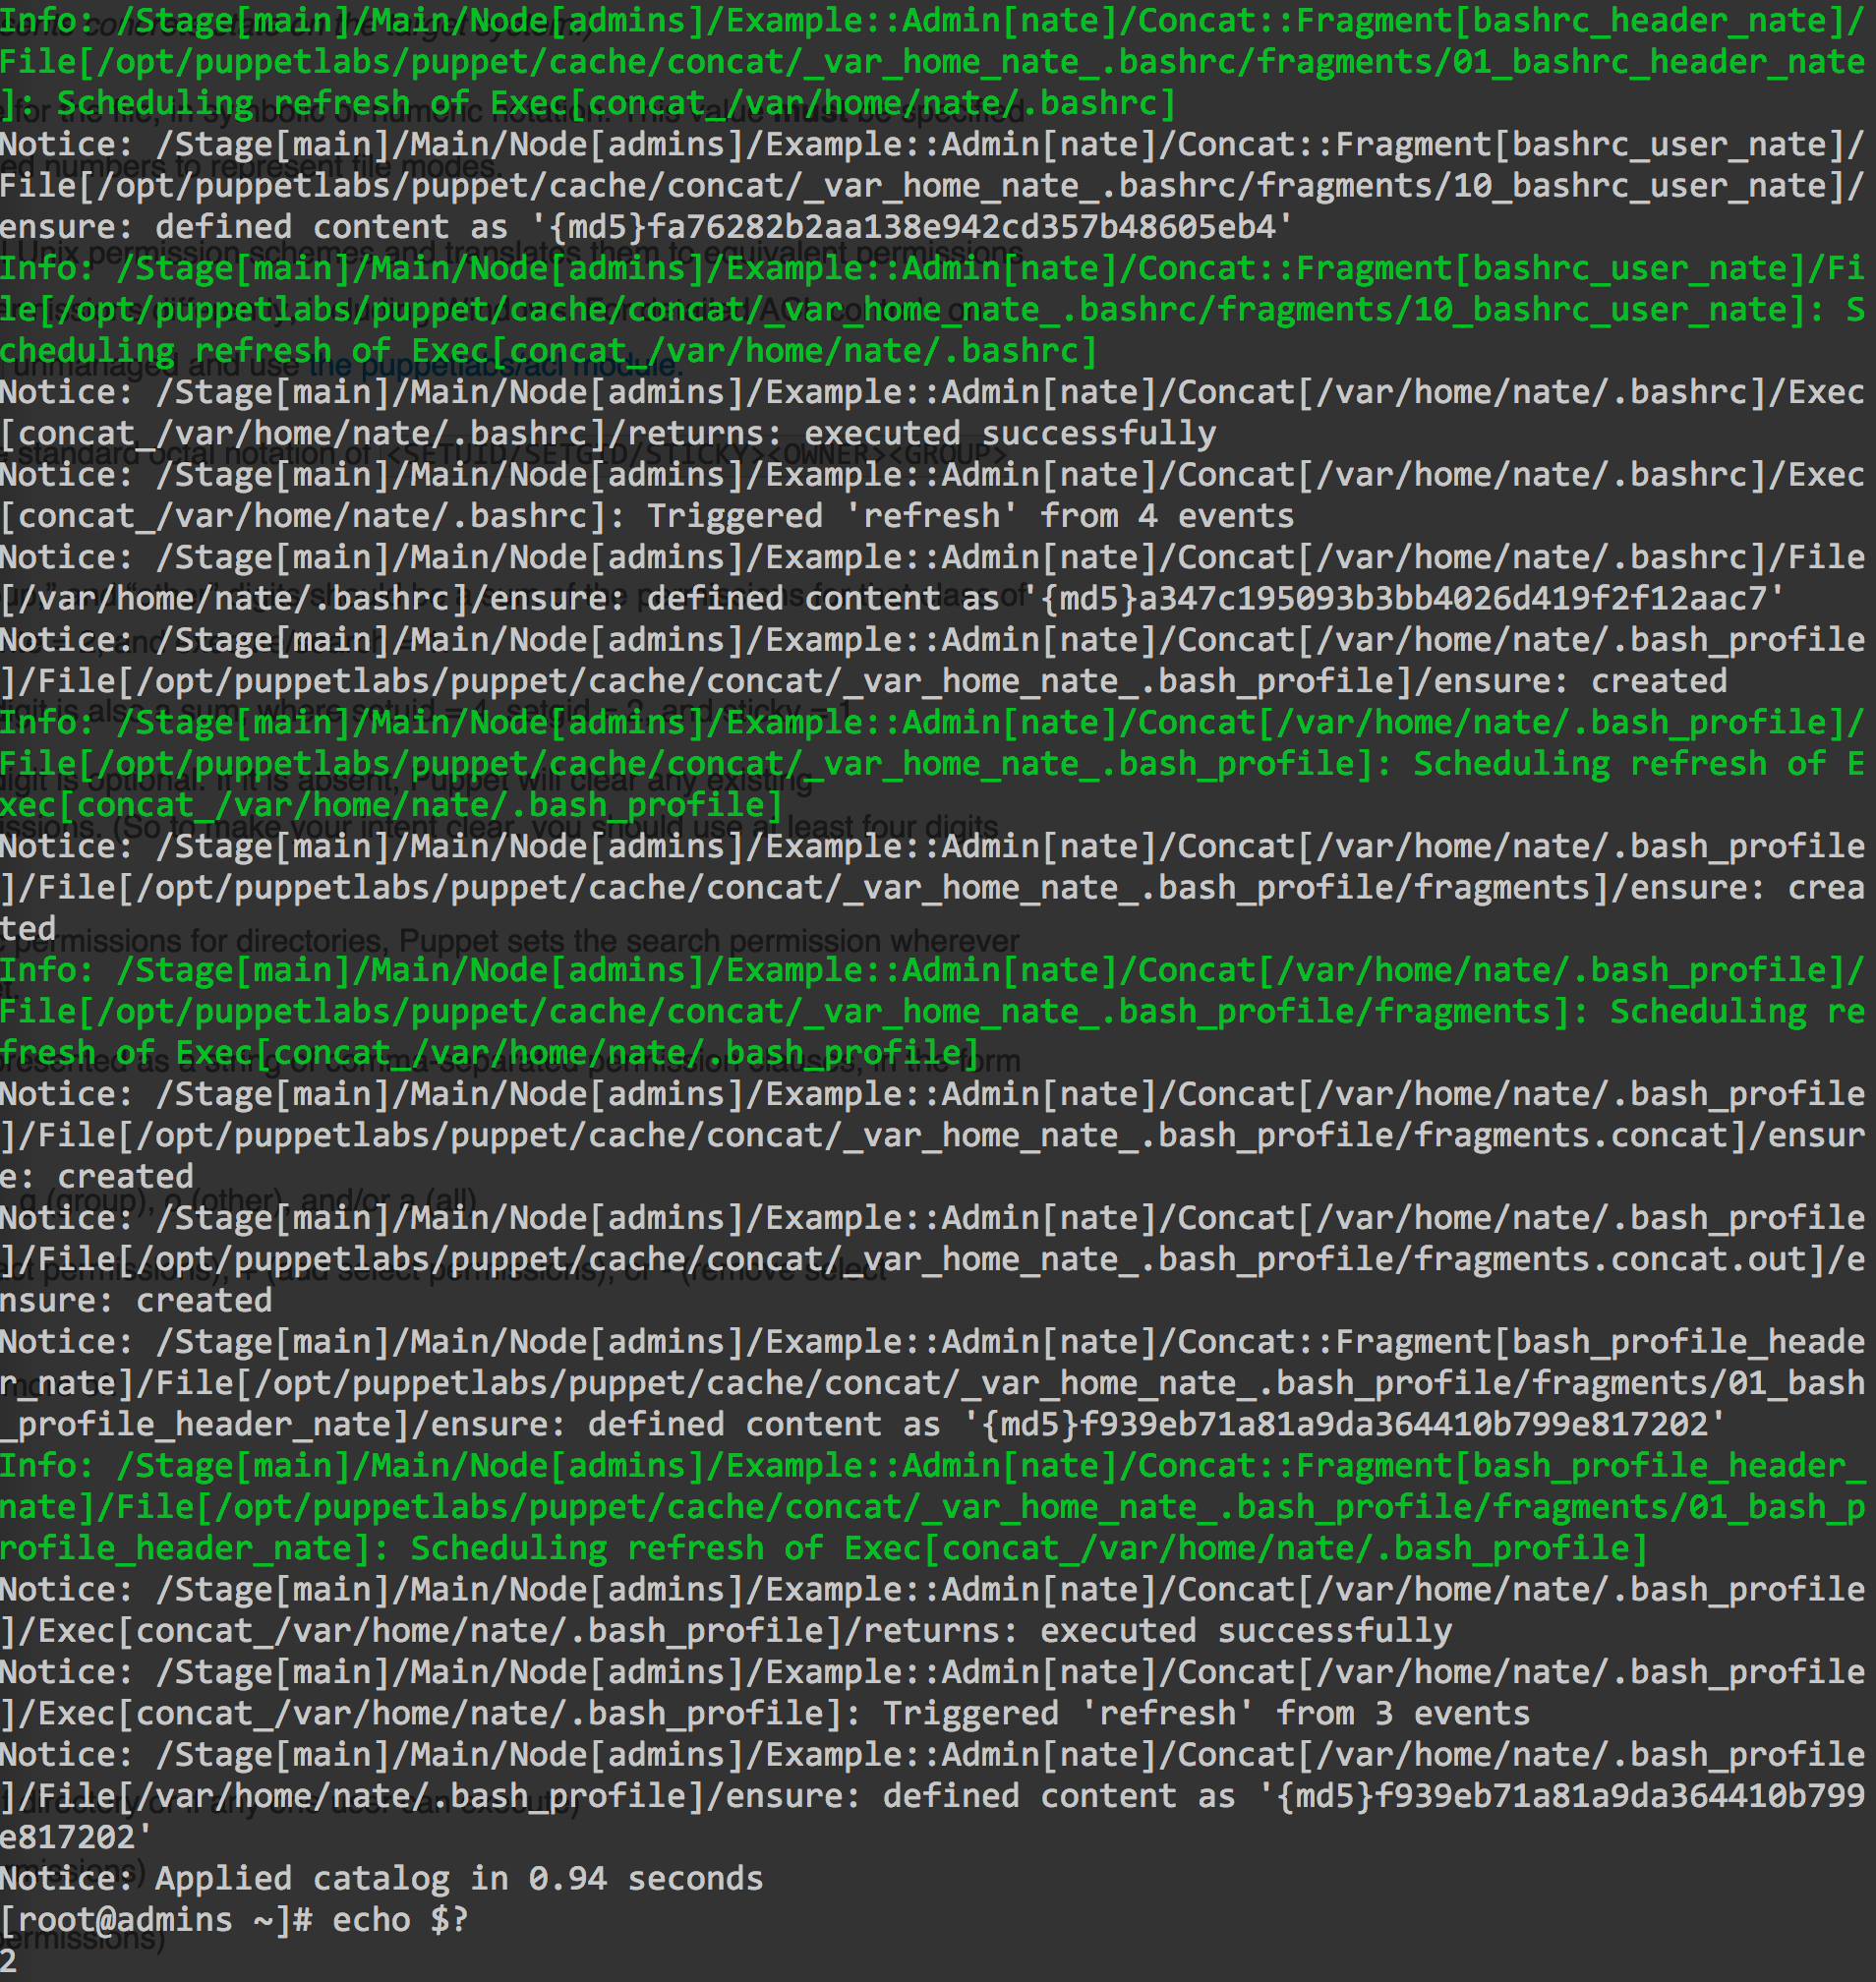 Info: /Stage[main]/Main/Node[admins]/Example::Admin[nate]/Concat::Fragment[bashrc_header_nate]/
File[/opt/puppetlabs/puppet/cache/concat/_var_home_nate_.bashrc/fragments/01_bashrc_header_nate
]: Scheduling refresh of Exec[concat_/var/home/nate/.bashrc]
Notice: /Stage[main]/Main/Node[admins]/Example::Admin[nate]/Concat::Fragment[bashrc_user_nate]/
File[/opt/puppetlabs/puppet/cache/concat/_var_home_nate_.bashrc/fragments/10_bashrc_user_nate]/
ensure: defined content as '{md5}fa76282b2aa138e942cd357b48605eb4'
Info: /Stage[main]/Main/Node[admins]/Example::Admin[nate]/Concat::Fragment[bashrc_user_nate]/Fi
le[/opt/puppetlabs/puppet/cache/concat/_var_home_nate_.bashrc/fragments/10_bashrc_user_nate]: S
cheduling refresh of Exec[concat_/var/home/nate/.bashrc]
Notice: /Stage[main]/Main/Node[admins]/Example::Admin[nate]/Concat[/var/home/nate/.bashrc]/Exec
[concat_/var/home/nate/.bashrc]/returns: executed successfully
Notice: /Stage[main]/Main/Node[admins]/Example::Admin[nate]/Concat[/var/home/nate/.bashrc]/Exec
[concat_/var/home/nate/.bashrc]: Triggered 'refresh' from 4 events
Notice: /Stage[main]/Main/Node[admins]/Example::Admin[nate]/Concat[/var/home/nate/.bashrc]/File
[/var/home/nate/.bashrc]/ensure: defined content as '{md5}a347c195093b3bb4026d419f2f12aac7'
Notice: /Stage[main]/Main/Node[admins]/Example::Admin[nate]/Concat[/var/home/nate/.bash_profile
]/File[/opt/puppetlabs/puppet/cache/concat/_var_home_nate_.bash_profile]/ensure: created
Info: /Stage[main]/Main/Node[admins]/Example::Admin[nate]/Concat[/var/home/nate/.bash_profile]/
File[/opt/puppetlabs/puppet/cache/concat/_var_home_nate_.bash_profile]: Scheduling refresh of E
xec[concat_/var/home/nate/.bash_profile]
Notice: /Stage[main]/Main/Node[admins]/Example::Admin[nate]/Concat[/var/home/nate/.bash_profile
]/File[/opt/puppetlabs/puppet/cache/concat/_var_home_nate_.bash_profile/fragments]/ensure: crea
ted
Info: /Stage[main]/Main/Node[admins]/Example::Admin[nate]/Concat[/var/home/nate/.bash_profile]/
File[/opt/puppetlabs/puppet/cache/concat/_var_home_nate_.bash_profile/fragments]: Scheduling re
fresh of Exec[concat_/var/home/nate/.bash_profile]
Notice: /Stage[main]/Main/Node[admins]/Example::Admin[nate]/Concat[/var/home/nate/.bash_profile
]/File[/opt/puppetlabs/puppet/cache/concat/_var_home_nate_.bash_profile/fragments.concat]/ensur
e: created
Notice: /Stage[main]/Main/Node[admins]/Example::Admin[nate]/Concat[/var/home/nate/.bash_profile
]/File[/opt/puppetlabs/puppet/cache/concat/_var_home_nate_.bash_profile/fragments.concat.out]/e
nsure: created
Notice: /Stage[main]/Main/Node[admins]/Example::Admin[nate]/Concat::Fragment[bash_profile_heade
r_nate]/File[/opt/puppetlabs/puppet/cache/concat/_var_home_nate_.bash_profile/fragments/01_bash
_profile_header_nate]/ensure: defined content as '{md5}f939eb71a81a9da364410b799e817202'
Info: /Stage[main]/Main/Node[admins]/Example::Admin[nate]/Concat::Fragment[bash_profile_header_
nate]/File[/opt/puppetlabs/puppet/cache/concat/_var_home_nate_.bash_profile/fragments/01_bash_p
rofile_header_nate]: Scheduling refresh of Exec[concat_/var/home/nate/.bash_profile]
Notice: /Stage[main]/Main/Node[admins]/Example::Admin[nate]/Concat[/var/home/nate/.bash_profile
]/Exec[concat_/var/home/nate/.bash_profile]/returns: executed successfully
Notice: /Stage[main]/Main/Node[admins]/Example::Admin[nate]/Concat[/var/home/nate/.bash_profile
]/Exec[concat_/var/home/nate/.bash_profile]: Triggered 'refresh' from 3 events
Notice: /Stage[main]/Main/Node[admins]/Example::Admin[nate]/Concat[/var/home/nate/.bash_profile
]/File[/var/home/nate/.bash_profile]/ensure: defined content as '{md5}f939eb71a81a9da364410b799
e817202'
Notice: Applied catalog in 0.94 seconds
[root@admins ~]# echo $?
2